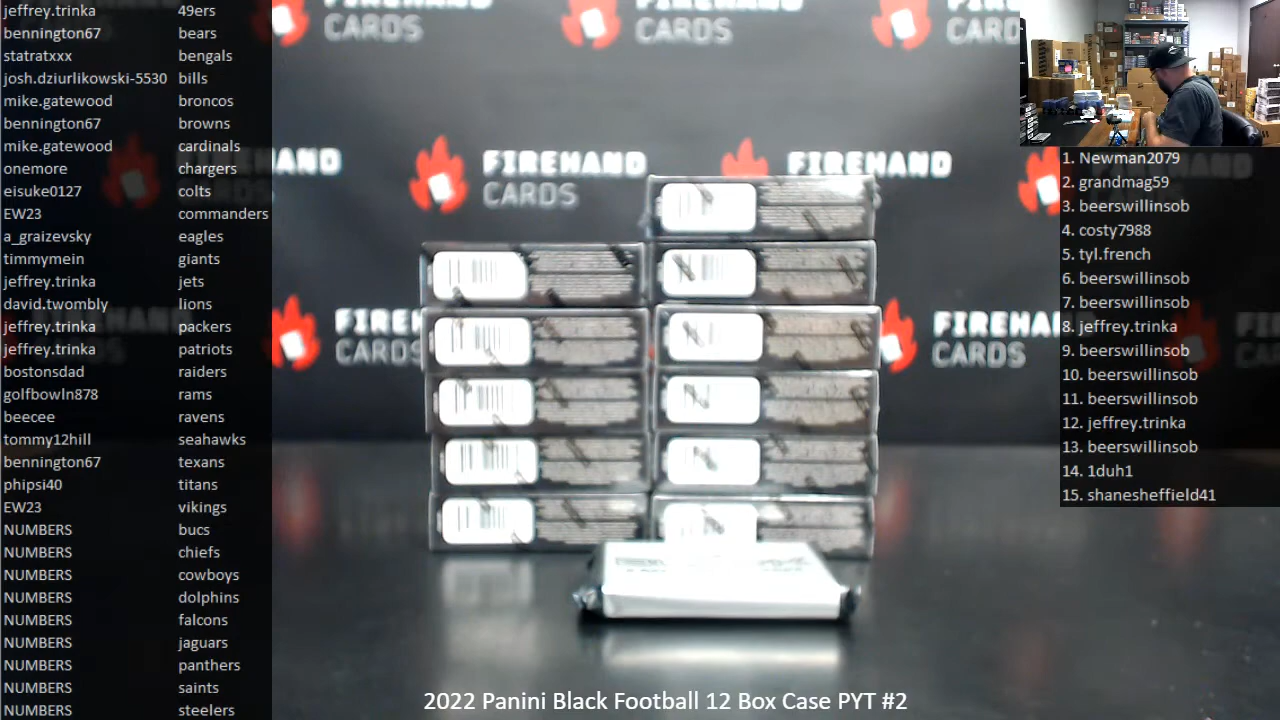 jeffrey.trinka 49ers
bennington67 bears
statratxxx bengals
josh.dziurlikowski-5530 bills
mike.gatewood broncos
bennington67 browns
mike.gatewood cardinals
onemore chargers
eisuke0127 colts
EW23 commanders
a_graizevsky eagles
timmymein giants
jeffrey.trinka jets
david.twombly lions
jeffrey.trinka packers
jeffrey.trinka patriots
bostonsdad raiders
golfbowln878 rams
beecee ravens
tommy12hill seahawks
bennington67 texans
phipsi40 titans
EW23 vikings
NUMBERS bucs
NUMBERS chiefs
NUMBERS cowboys
NUMBERS dolphins
NUMBERS falcons
NUMBERS jaguars
NUMBERS panthers
NUMBERS saints
NUMBERS steelers
FIREHAND
CARDS
FIREHAND
CARDS
FIREHAND
CARDS
FIREHAND
CARDS
1. Newman2079
2. grandmag59
3. beerswillinsob
4. costy7988
5. tyl.french
6. beerswillinsob
7. beerswillinsob
8. jeffrey.trinka
9. beerswillinsob
10. beerswillinsob
11. beerswillinsob
12. jeffrey.trinka
13. beerswillinsob
14. 1duh1
15. shanesheffield41
2022 Panini Black Football 12 Box Case PYT #2